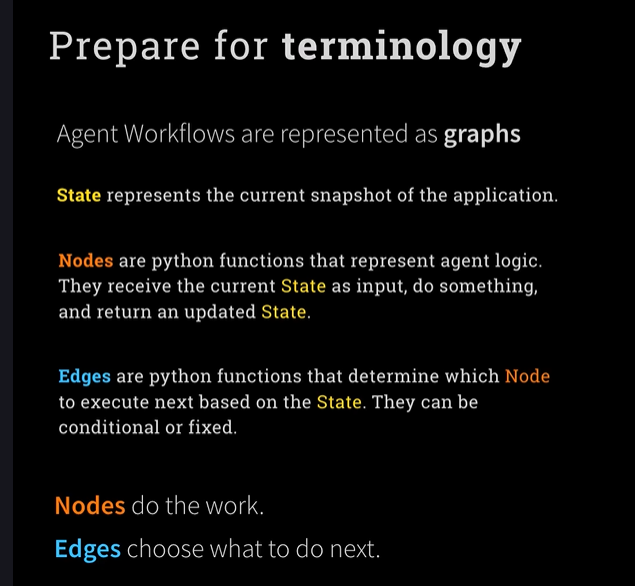 Prepare for terminology
Agent Workflows are represented as graphs
State represents the current snapshot of the application.
Nodes are python functions that represent agent logic.
They receive the current State as input, do something,
and return an updated State.
Edges are python functions that determine which Node
to execute next based on the State. They can be
conditional or fixed.
Nodes do the work.
Edges choose what to do next.